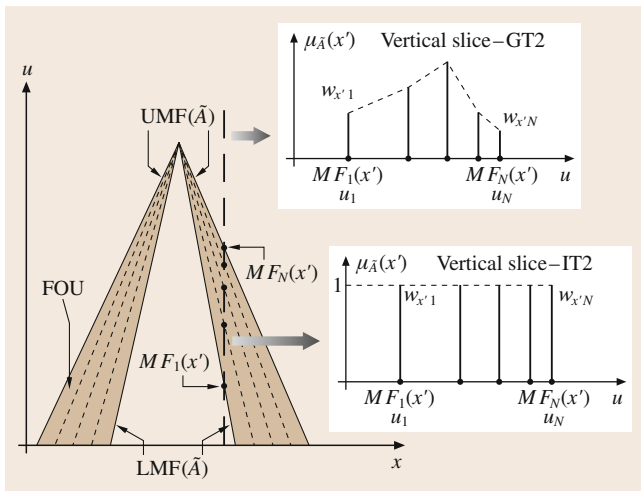 u
UMF(Ã)
FOU
MF_N(x′)
MF_1(x′)
LMF(Ã)
x
μ_Ã(x′)
Vertical slice–GT2
w_x′1
w_x′N
MF_1(x′)
MF_N(x′)
u
u_1
u_N
μ_Ã(x′)
Vertical slice–IT2
1
w_x′1
w_x′N
MF_1(x′)
MF_N(x′)
u
u_1
u_N